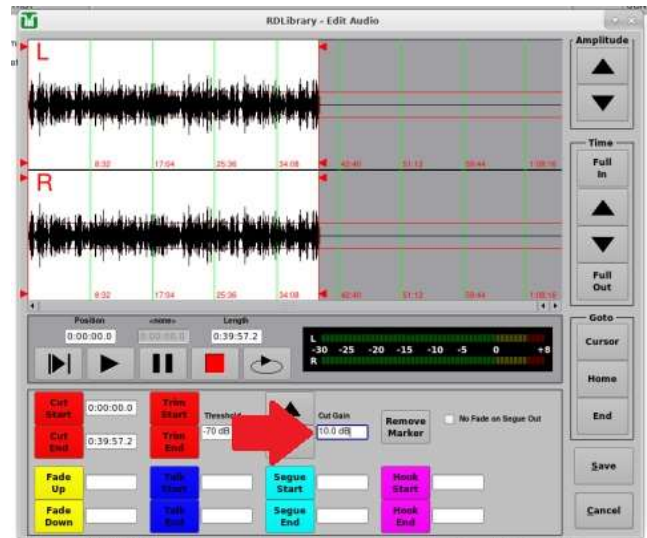 RDLibrary - Edit Audio
Amplitude
L
8:32 17:04 25:36 34:08 42:40 51:12 59:44 1:08:16
R
8:32 17:04 25:36 34:08 42:40 51:12 59:44 1:08:16
Time
Full In
Full Out
Position <none> Length
0:00:00.0 0:00:00.0 0:39:57.2
L
-30 -25 -20 -15 -10 -5 0 +8
R
Goto
Cursor
Home
End
Cut Start 0:00:00.0 Trim Start
Threshold
-70 dB
Cut End 0:39:57.2 Trim End
Cut Gain
10.0 dB
Remove Marker
No Fade on Segue Out
Fade Up
Talk Start
Segue Start
Hook Start
Fade Down
Talk End
Segue End
Hook End
Save
Cancel